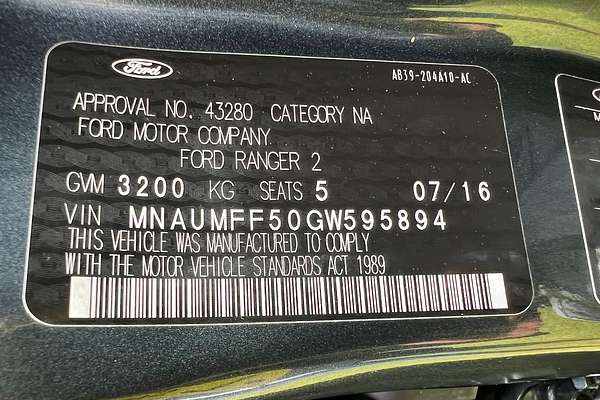 Ford
AB39-204A10-AC
APPROVAL NO. 43280 CATEGORY NA
FORD MOTOR COMPANY
FORD RANGER 2
GVM 3200 KG SEATS 5 07/16
VIN MNAUMFF50GW595894
THIS VEHICLE WAS MANUFACTURED TO COMPLY
WITH THE MOTOR VEHICLE STANDARDS ACT 1989